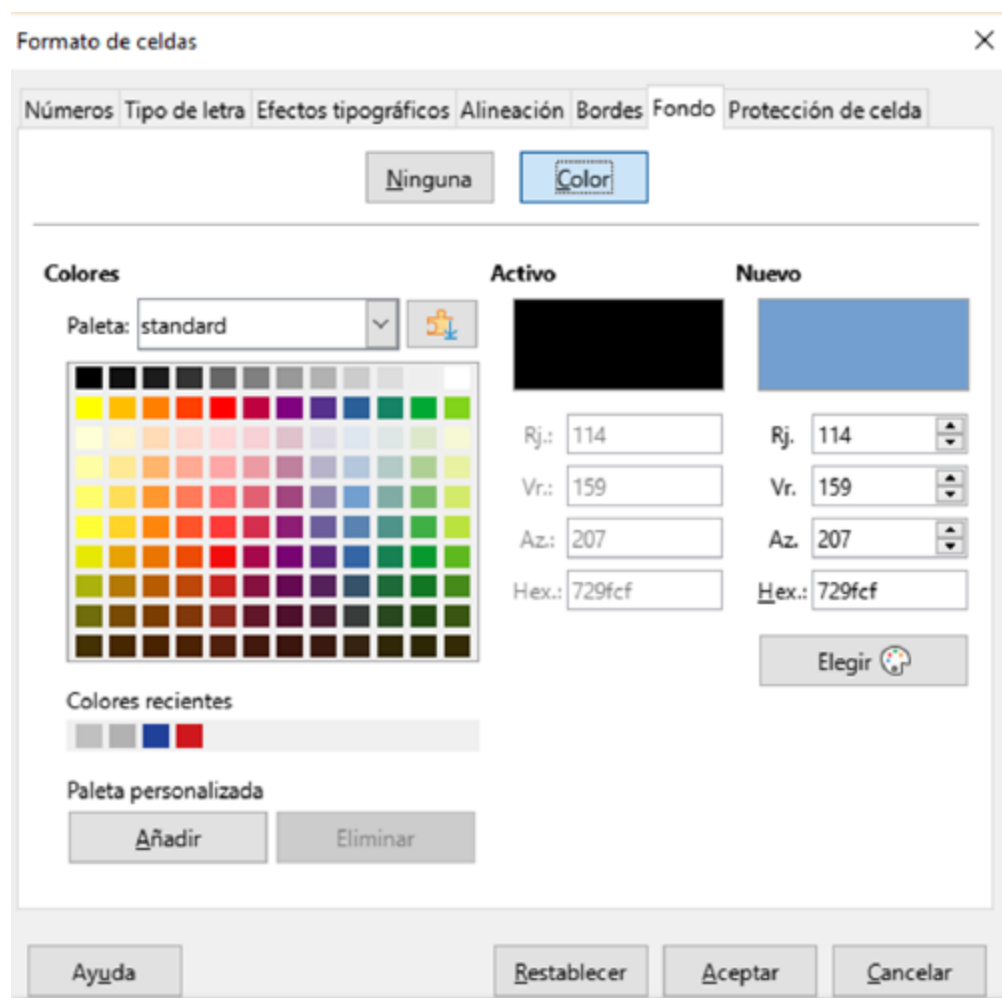 Formato de celdas
Números Tipo de letra Efectos tipográficos Alineación Bordes Fondo Protección de celda
Ninguna Color
Colores Activo Nuevo
Paleta: standard
Rj.: 114 Rj. 114
Vr.: 159 Vr. 159
Az.: 207 Az. 207
Hex.: 729fcf Hex.: 729fcf
Elegir
Colores recientes
Paleta personalizada
Añadir Eliminar
Ayuda Restablecer Aceptar Cancelar